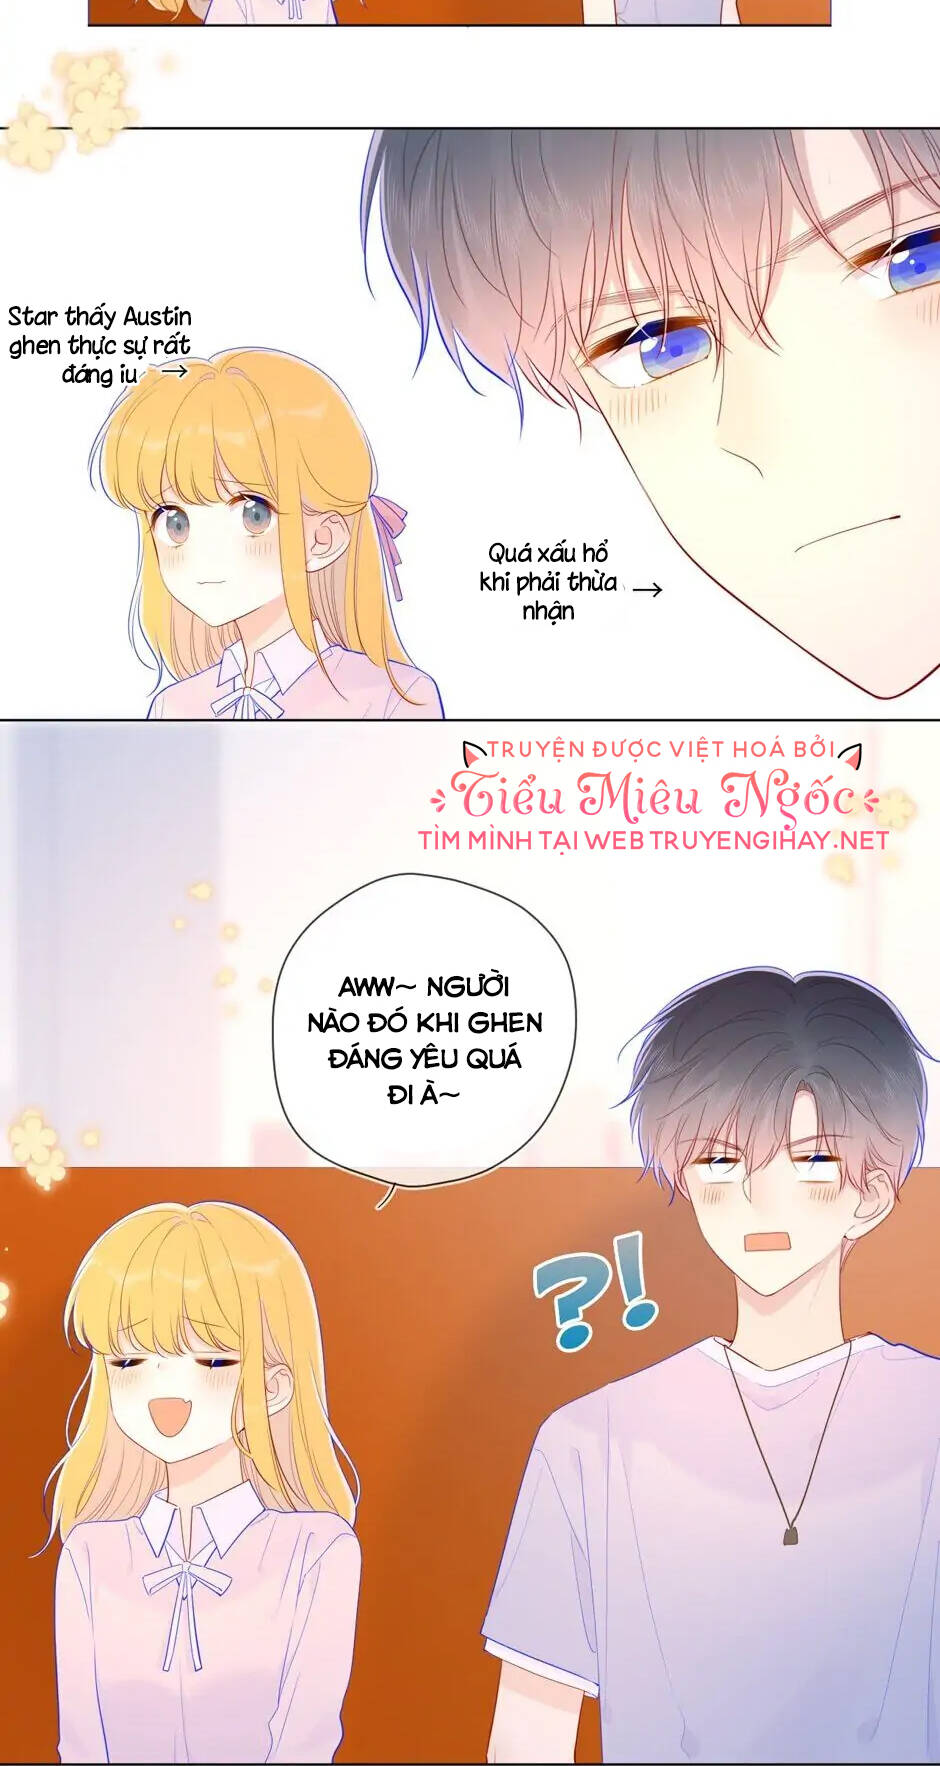 Star thấy Austin
ghen thực sự rất
đáng iu →
Quá xấu hổ
khi phải thừa →
nhận
TRUYỆN ĐƯỢC VIỆT HOÁ BỞI
Tiểu Miêu Ngốc
TÌM MÌNH TẠI WEB TRUYENGIHAY.NET
AWW~ NGƯỜI
NÀO ĐÓ KHI GHEN
ĐÁNG YÊU QUÁ
ĐI À~
?!